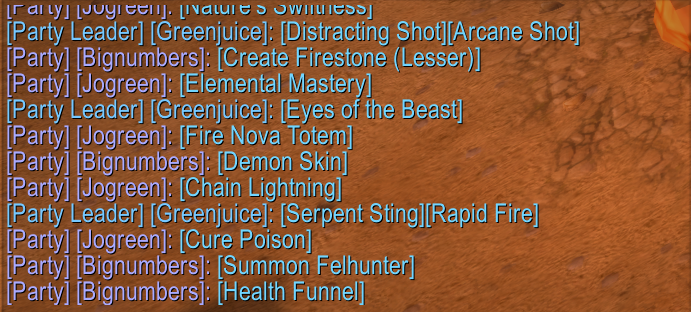 [Party] [Jogreen]: [Nature's Swiftness]
[Party Leader] [Greenjuice]: [Distracting Shot][Arcane Shot]
[Party] [Bignumbers]: [Create Firestone (Lesser)]
[Party] [Jogreen]: [Elemental Mastery]
[Party Leader] [Greenjuice]: [Eyes of the Beast]
[Party] [Jogreen]: [Fire Nova Totem]
[Party] [Bignumbers]: [Demon Skin]
[Party] [Jogreen]: [Chain Lightning]
[Party Leader] [Greenjuice]: [Serpent Sting][Rapid Fire]
[Party] [Jogreen]: [Cure Poison]
[Party] [Bignumbers]: [Summon Felhunter]
[Party] [Bignumbers]: [Health Funnel]